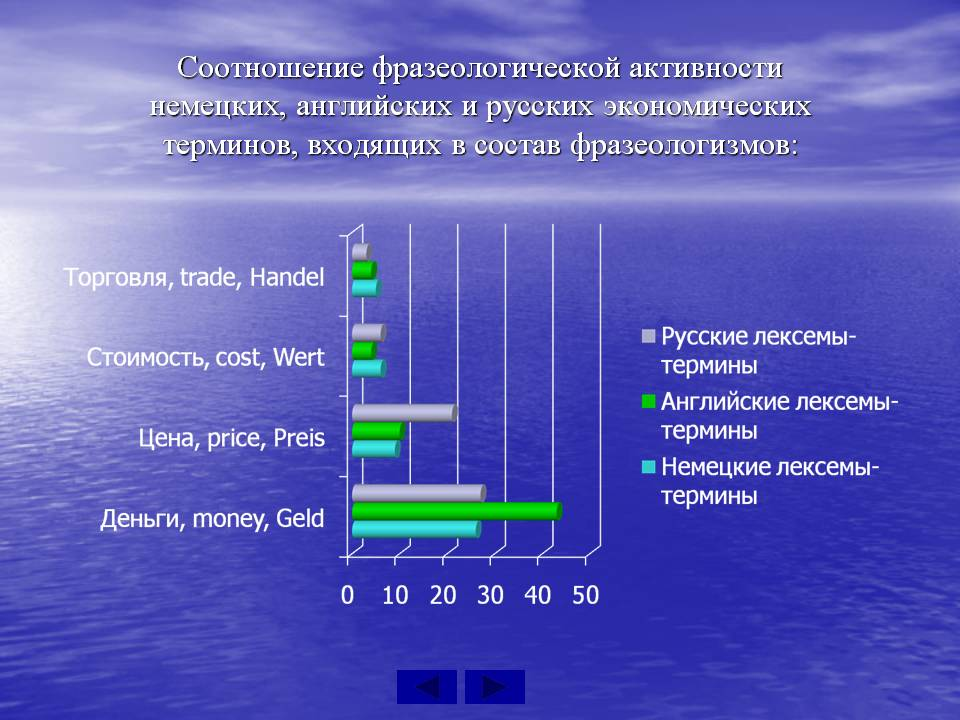 Соотношение фразеологической активности
немецких, английских и русских экономических
терминов, входящих в состав фразеологизмов:
Торговля, trade, Handel
Стоимость, cost, Wert
Цена, price, Preis
Деньги, money, Geld
0 10 20 30 40 50
Русские лексемы-
термины
Английские лексемы-
термины
Немецкие лексемы-
термины